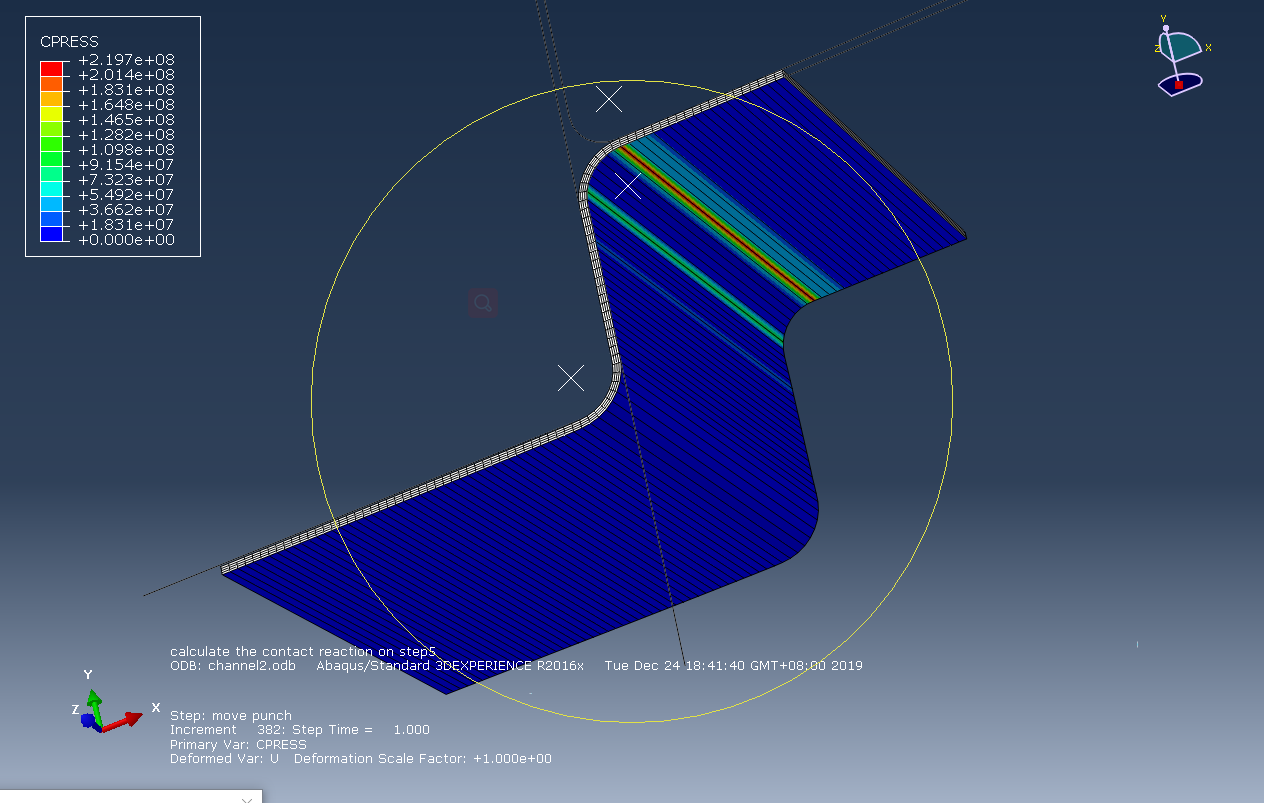 CPRESS
+2.197e+08
+2.014e+08
+1.831e+08
+1.648e+08
+1.465e+08
+1.282e+08
+1.098e+08
+9.154e+07
+7.323e+07
+5.492e+07
+3.662e+07
+1.831e+07
+0.000e+00
Y
Z X
calculate the contact reaction on step5
ODB: channel2.odb Abaqus/Standard 3DEXPERIENCE R2016x Tue Dec 24 18:41:40 GMT+08:00 2019
Y
Z X
Step: move punch
Increment 382: Step Time = 1.000
Primary Var: CPRESS
Deformed Var: U Deformation Scale Factor: +1.000e+00